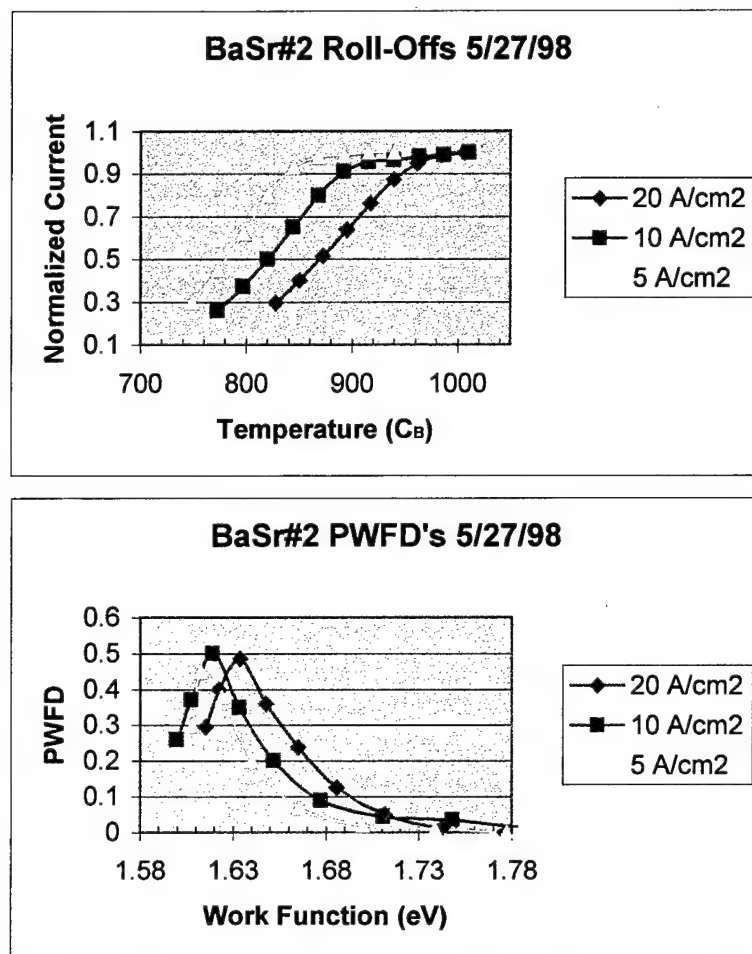 BaSr#2 Roll-Offs 5/27/98
Normalized Current
1.1
0.9
0.7
0.5
0.3
0.1
700 800 900 1000
Temperature (CB)
20 A/cm2
10 A/cm2
5 A/cm2
BaSr#2 PWFD's 5/27/98
PWFD
0.6
0.5
0.4
0.3
0.2
0.1
0
1.58 1.63 1.68 1.73 1.78
Work Function (eV)
20 A/cm2
10 A/cm2
5 A/cm2